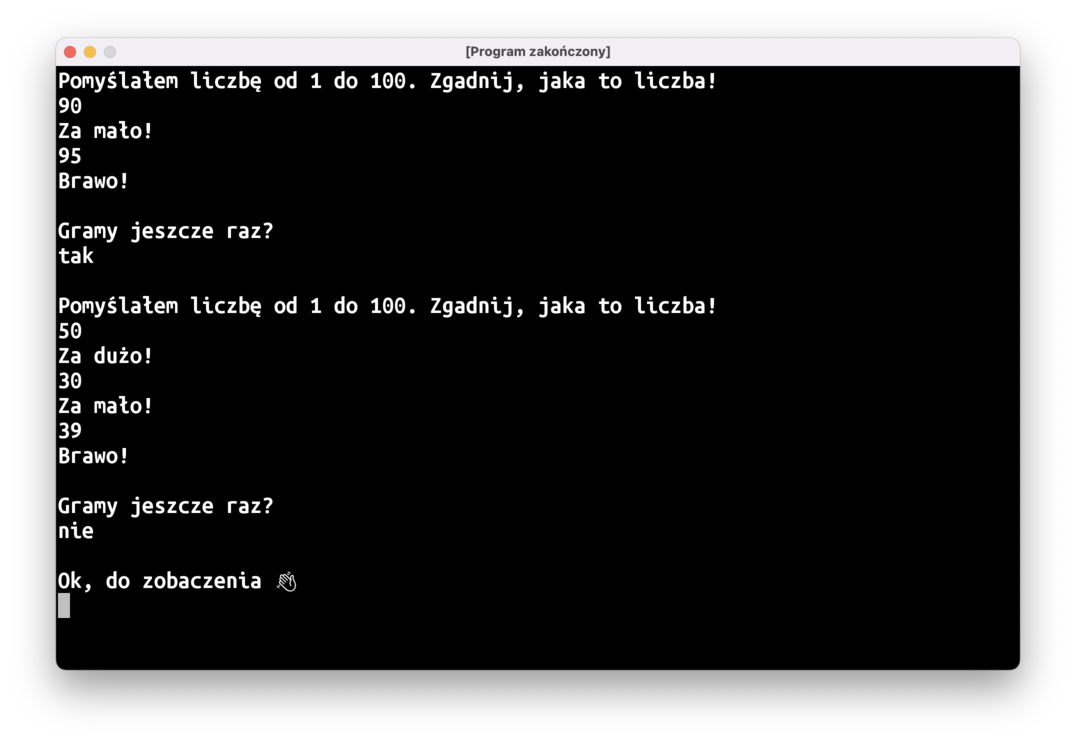 [Program zakończony]
Pomyślałem liczbę od 1 do 100. Zgadnij, jaka to liczba!
90
Za mało!
95
Brawo!
Gramy jeszcze raz?
tak
Pomyślałem liczbę od 1 do 100. Zgadnij, jaka to liczba!
50
Za dużo!
30
Za mało!
39
Brawo!
Gramy jeszcze raz?
nie
Ok, do zobaczenia 👋